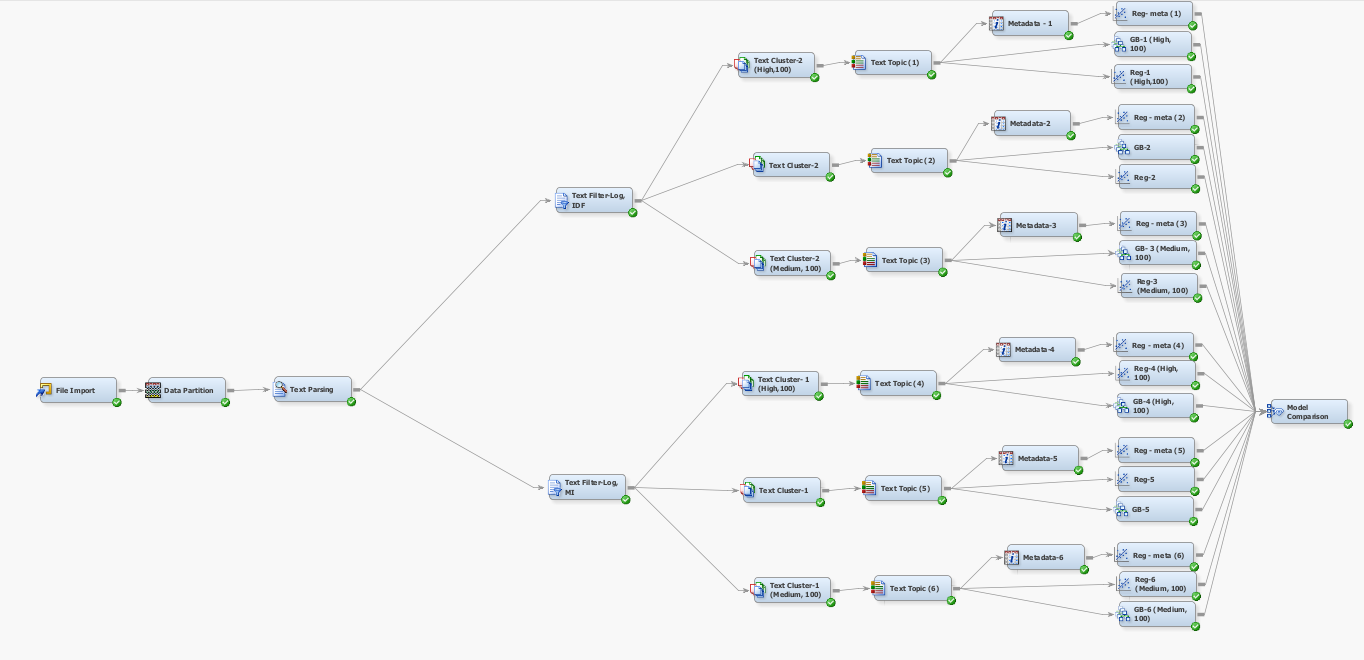 File Import
Data Partition
Text Parsing
Text Filter-Log,
IDF
Text Filter-Log,
MI
Text Cluster-2
(High,100)
Text Topic (1)
Metadata - 1
Reg- meta (1)
GB-1 (High,
100)
Reg-1
(High,100)
Text Cluster-2
Text Topic (2)
Metadata-2
Reg - meta (2)
GB-2
Reg-2
Text Cluster-2
(Medium, 100)
Text Topic (3)
Metadata-3
Reg - meta (3)
GB- 3 (Medium,
100)
Reg-3
(Medium, 100)
Text Cluster- 1
(High,100)
Text Topic (4)
Metadata-4
Reg - meta (4)
Reg-4 (High,
100)
GB-4 (High,
100)
Text Cluster-1
Text Topic (5)
Metadata-5
Reg - meta (5)
Reg-5
GB-5
Text Cluster-1
(Medium, 100)
Text Topic (6)
Metadata-6
Reg - meta (6)
Reg-6
(Medium, 100)
GB-6 (Medium,
100)
Model
Comparison